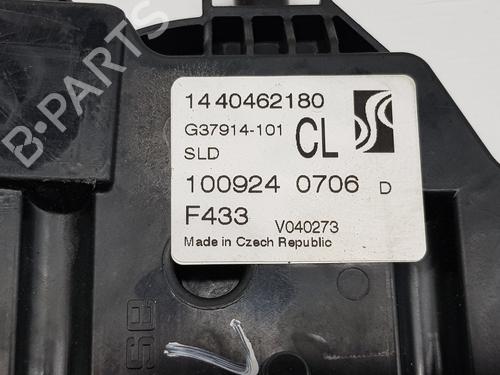 B-PARTS
1440462180
G37914-101
SLD
CL
100924 0706 D
F433
V040273
Made in Czech Republic